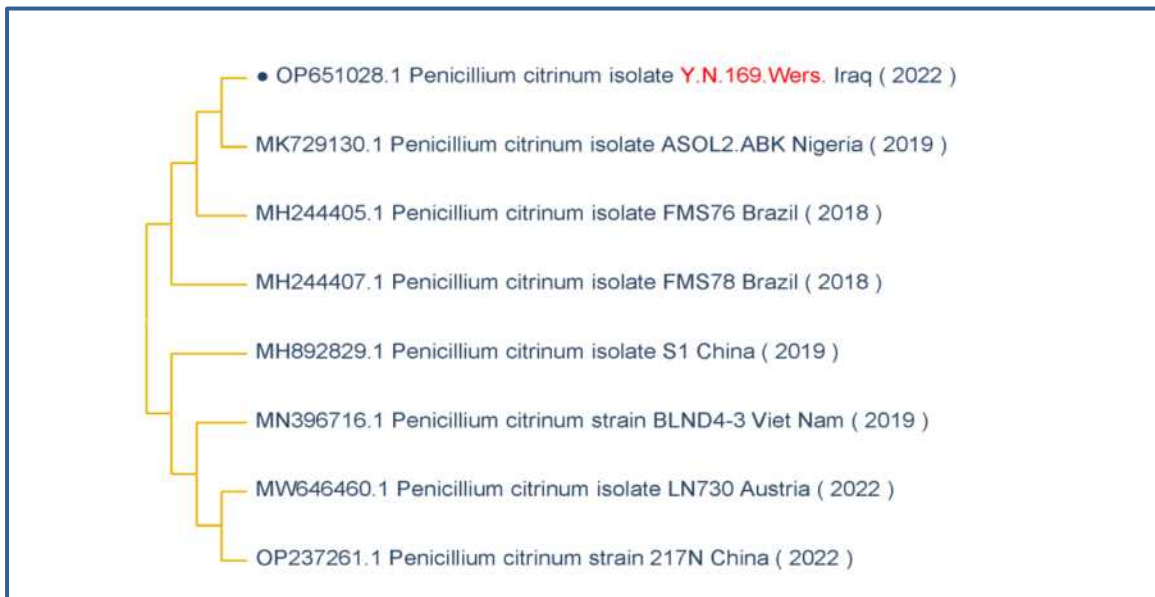 ● OP651028.1 Penicillium citrinum isolate Y.N.169.Wers. Iraq ( 2022 )
MK729130.1 Penicillium citrinum isolate ASOL2.ABK Nigeria ( 2019 )
MH244405.1 Penicillium citrinum isolate FMS76 Brazil ( 2018 )
MH244407.1 Penicillium citrinum isolate FMS78 Brazil ( 2018 )
MH892829.1 Penicillium citrinum isolate S1 China ( 2019 )
MN396716.1 Penicillium citrinum strain BLND4-3 Viet Nam ( 2019 )
MW646460.1 Penicillium citrinum isolate LN730 Austria ( 2022 )
OP237261.1 Penicillium citrinum strain 217N China ( 2022 )